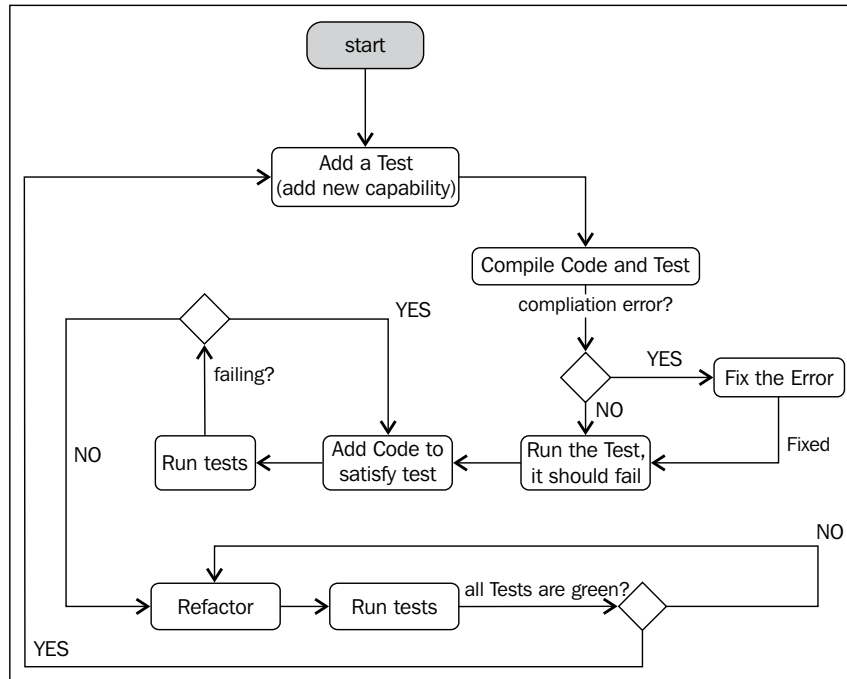 start
Add a Test
(add new capability)
Compile Code and Test
compliation error?
YES
failing?
YES
Fix the Error
NO
NO
Run tests
Add Code to
satisfy test
Run the Test,
it should fail
Fixed
NO
Refactor
Run tests
all Tests are green?
YES